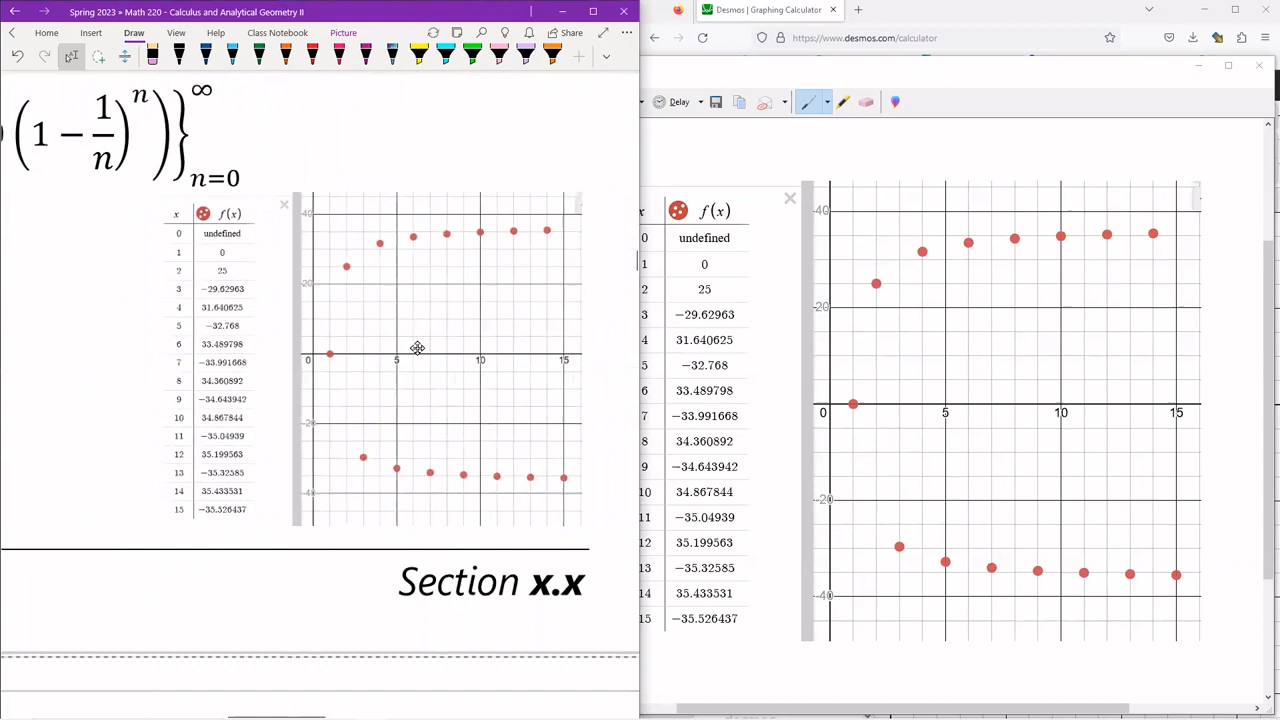 Spring 2023 » Math 220 - Calculus and Analytical Geometry II
Home Insert Draw View Help Class Notebook Picture Share
(1 − 1/n)^n)}^∞_{n=0}
x f(x)
0 undefined
1 0
2 25
3 −29.62963
4 31.640625
5 −32.768
6 33.489798
7 −33.991668
8 34.360892
9 −34.643942
10 34.867844
11 −35.04939
12 35.199563
13 −35.32585
14 35.433531
15 −35.526437
40
20
0 5 10 15
-20
-40
Section x.x
Desmos | Graphing Calculator
https://www.desmos.com/calculator
Delay
x f(x)
0 undefined
1 0
2 25
3 −29.62963
4 31.640625
5 −32.768
6 33.489798
7 −33.991668
8 34.360892
9 −34.643942
10 34.867844
11 −35.04939
12 35.199563
13 −35.32585
14 35.433531
15 −35.526437
40
20
0 5 10 15
-20
-40